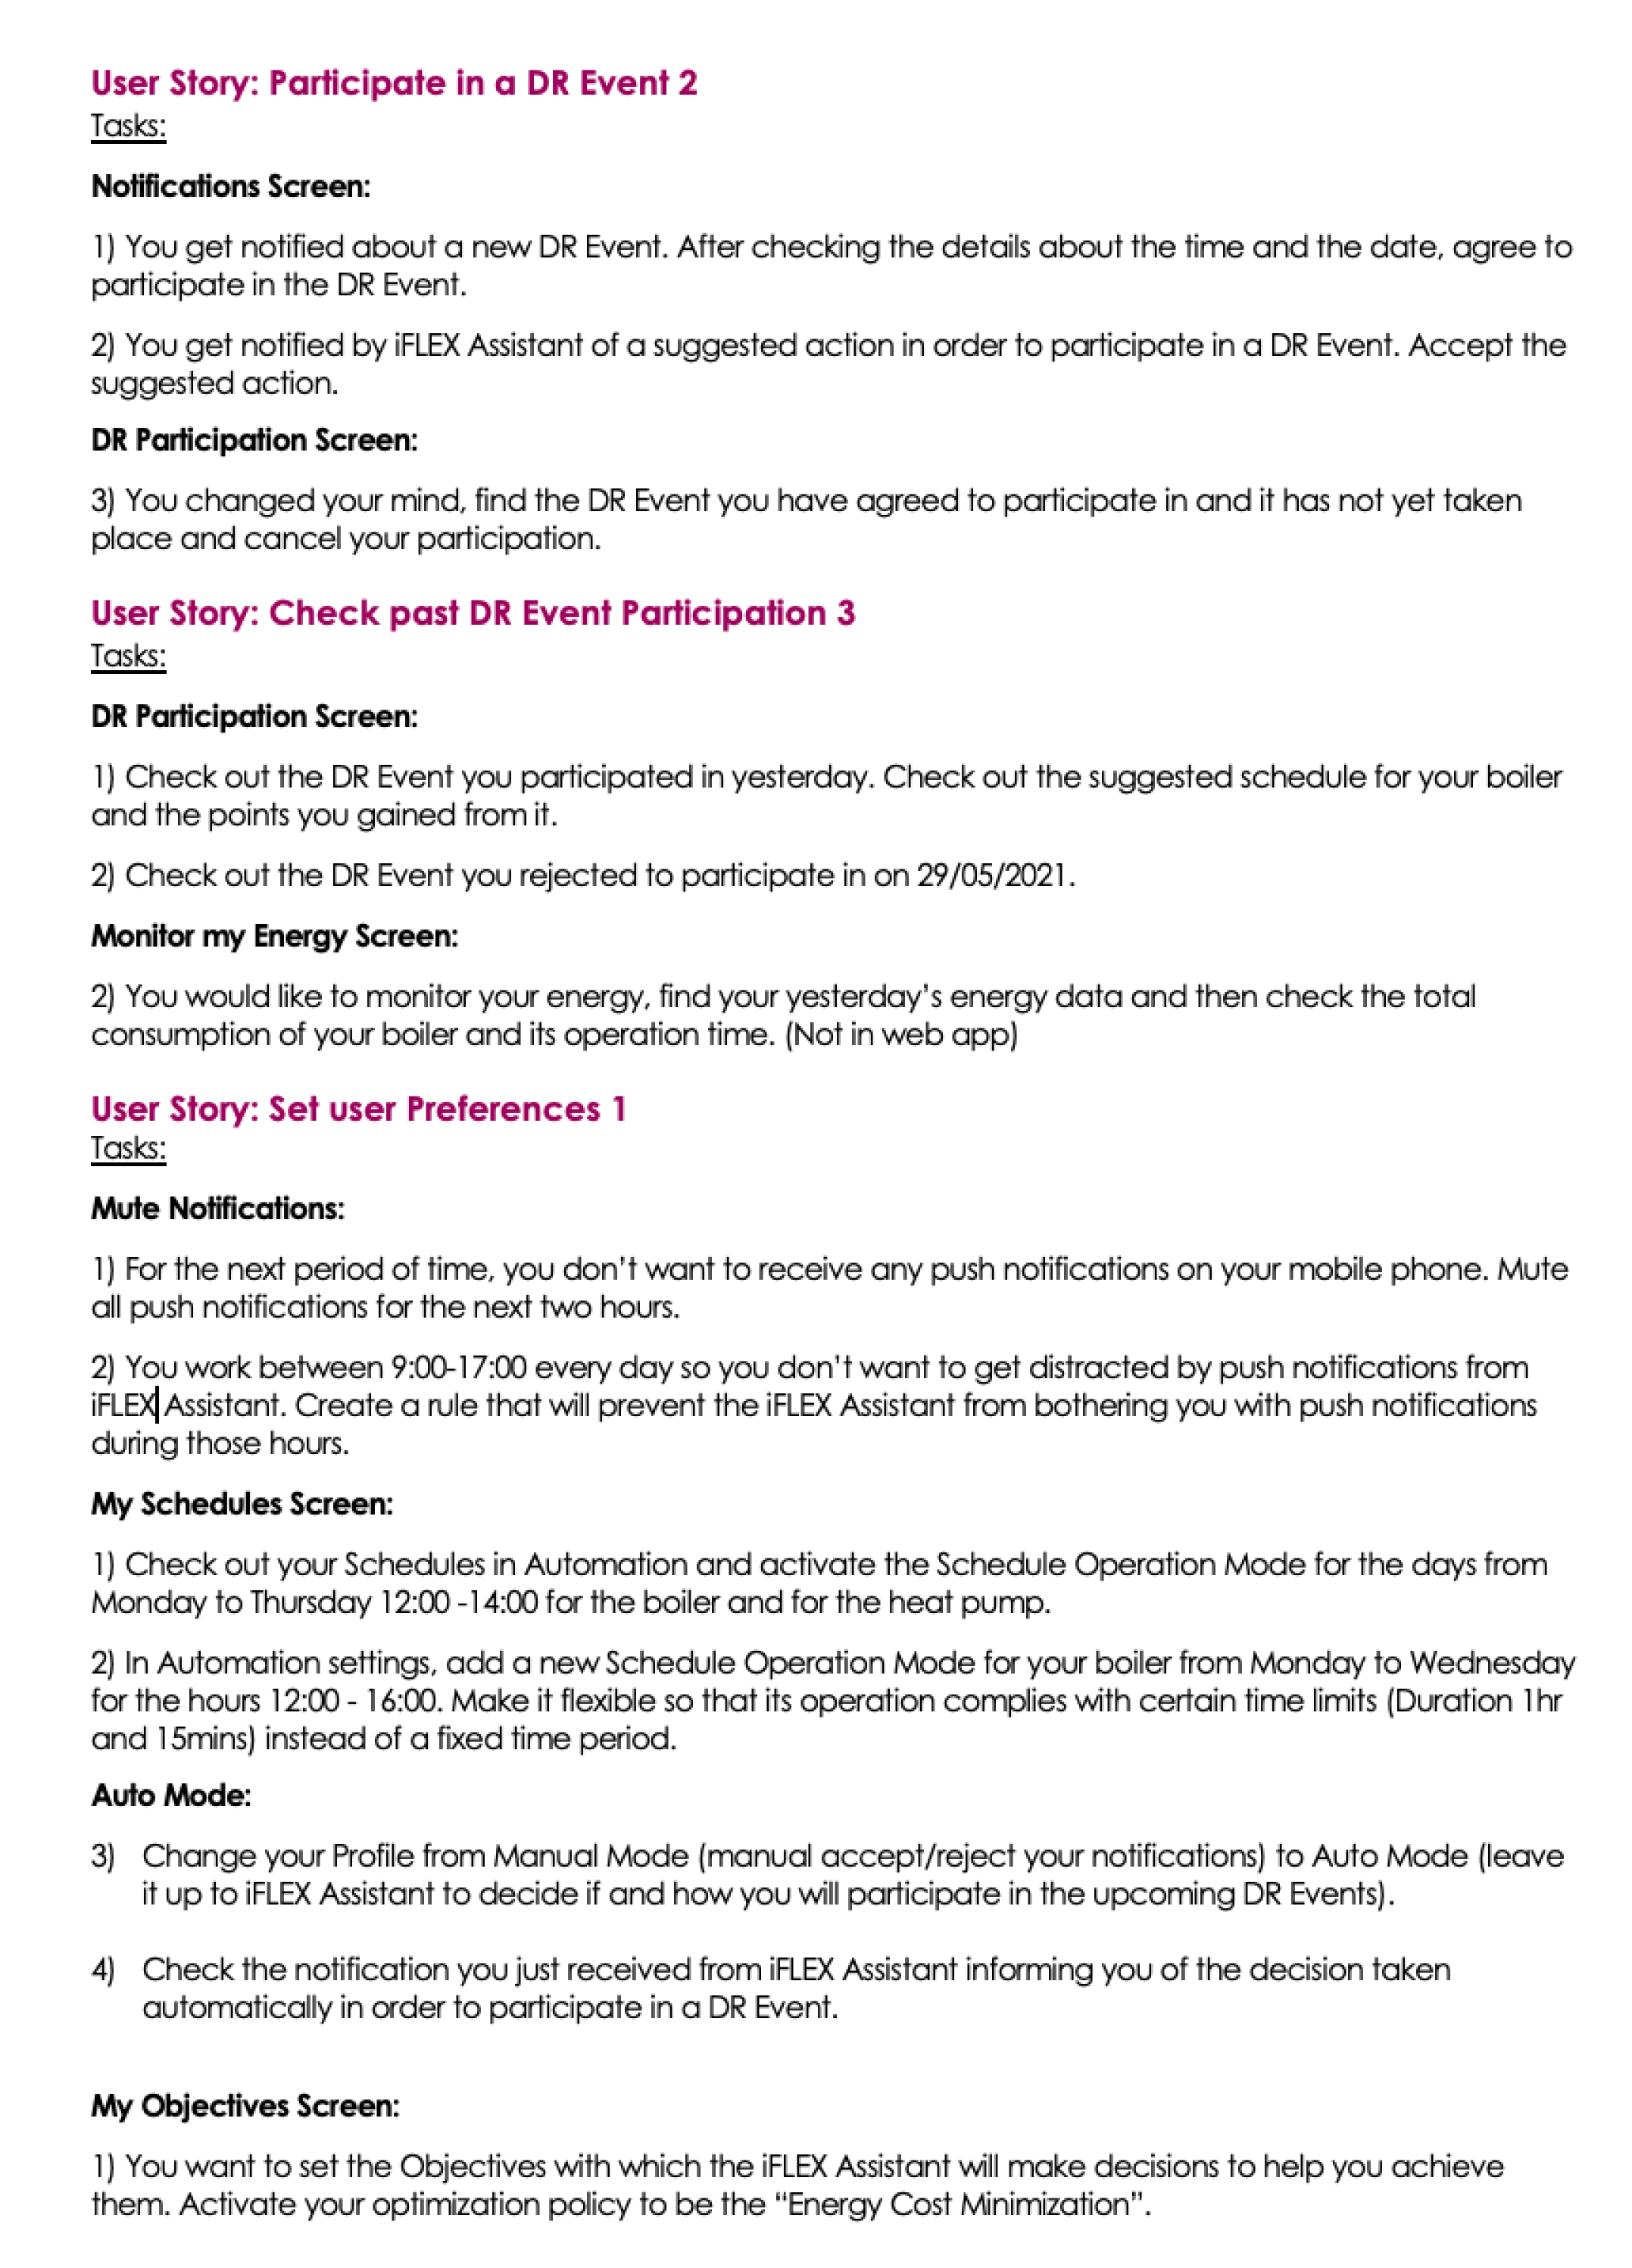 User Story: Participate in a DR Event 2
Tasks:
Notifications Screen:
1) You get notified about a new DR Event. After checking the details about the time and the date, agree to
participate in the DR Event.
2) You get notified by iFLEX Assistant of a suggested action in order to participate in a DR Event. Accept the
suggested action.
DR Participation Screen:
3) You changed your mind, find the DR Event you have agreed to participate in and it has not yet taken
place and cancel your participation.
User Story: Check past DR Event Participation 3
Tasks:
DR Participation Screen:
1) Check out the DR Event you participated in yesterday. Check out the suggested schedule for your boiler
and the points you gained from it.
2) Check out the DR Event you rejected to participate in on 29/05/2021.
Monitor my Energy Screen:
2) You would like to monitor your energy, find your yesterday’s energy data and then check the total
consumption of your boiler and its operation time. (Not in web app)
User Story: Set user Preferences 1
Tasks:
Mute Notifications:
1) For the next period of time, you don’t want to receive any push notifications on your mobile phone. Mute
all push notifications for the next two hours.
2) You work between 9:00-17:00 every day so you don’t want to get distracted by push notifications from
iFLEX Assistant. Create a rule that will prevent the iFLEX Assistant from bothering you with push notifications
during those hours.
My Schedules Screen:
1) Check out your Schedules in Automation and activate the Schedule Operation Mode for the days from
Monday to Thursday 12:00 -14:00 for the boiler and for the heat pump.
2) In Automation settings, add a new Schedule Operation Mode for your boiler from Monday to Wednesday
for the hours 12:00 - 16:00. Make it flexible so that its operation complies with certain time limits (Duration 1hr
and 15mins) instead of a fixed time period.
Auto Mode:
3) Change your Profile from Manual Mode (manual accept/reject your notifications) to Auto Mode (leave
it up to iFLEX Assistant to decide if and how you will participate in the upcoming DR Events).
4) Check the notification you just received from iFLEX Assistant informing you of the decision taken
automatically in order to participate in a DR Event.
My Objectives Screen:
1) You want to set the Objectives with which the iFLEX Assistant will make decisions to help you achieve
them. Activate your optimization policy to be the “Energy Cost Minimization”.